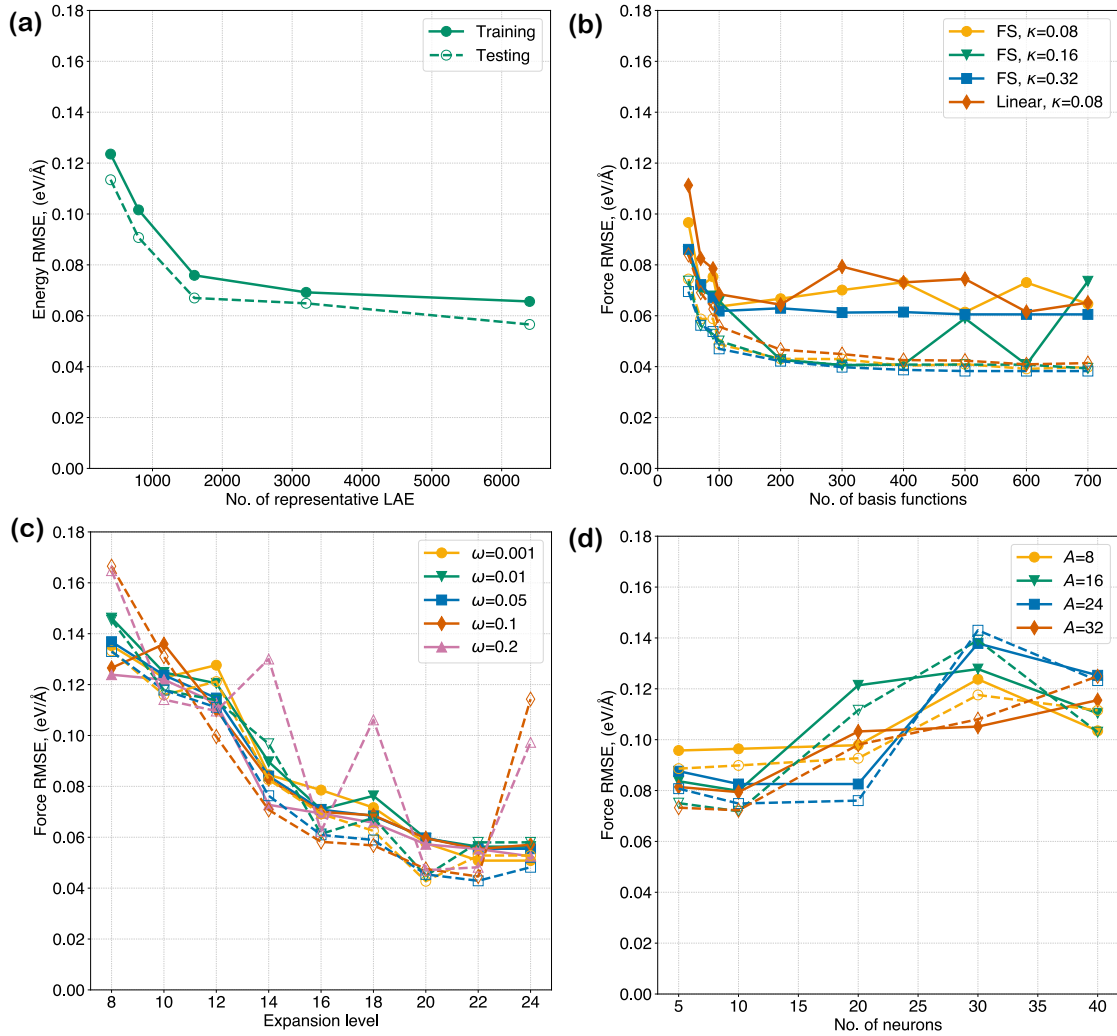 (a)
Energy RMSE, (eV/Å)
0.18
0.16
0.14
0.12
0.10
0.08
0.06
0.04
0.02
0.00
Training
Testing
1000 2000 3000 4000 5000 6000
No. of representative LAE
(b)
Force RMSE, (eV/Å)
0.18
0.16
0.14
0.12
0.10
0.08
0.06
0.04
0.02
0.00
FS, κ=0.08
FS, κ=0.16
FS, κ=0.32
Linear, κ=0.08
0 100 200 300 400 500 600 700
No. of basis functions
(c)
Force RMSE, (eV/Å)
0.18
0.16
0.14
0.12
0.10
0.08
0.06
0.04
0.02
0.00
ω=0.001
ω=0.01
ω=0.05
ω=0.1
ω=0.2
8 10 12 14 16 18 20 22 24
Expansion level
(d)
Force RMSE, (eV/Å)
0.18
0.16
0.14
0.12
0.10
0.08
0.06
0.04
0.02
0.00
A=8
A=16
A=24
A=32
5 10 15 20 25 30 35 40
No. of neurons